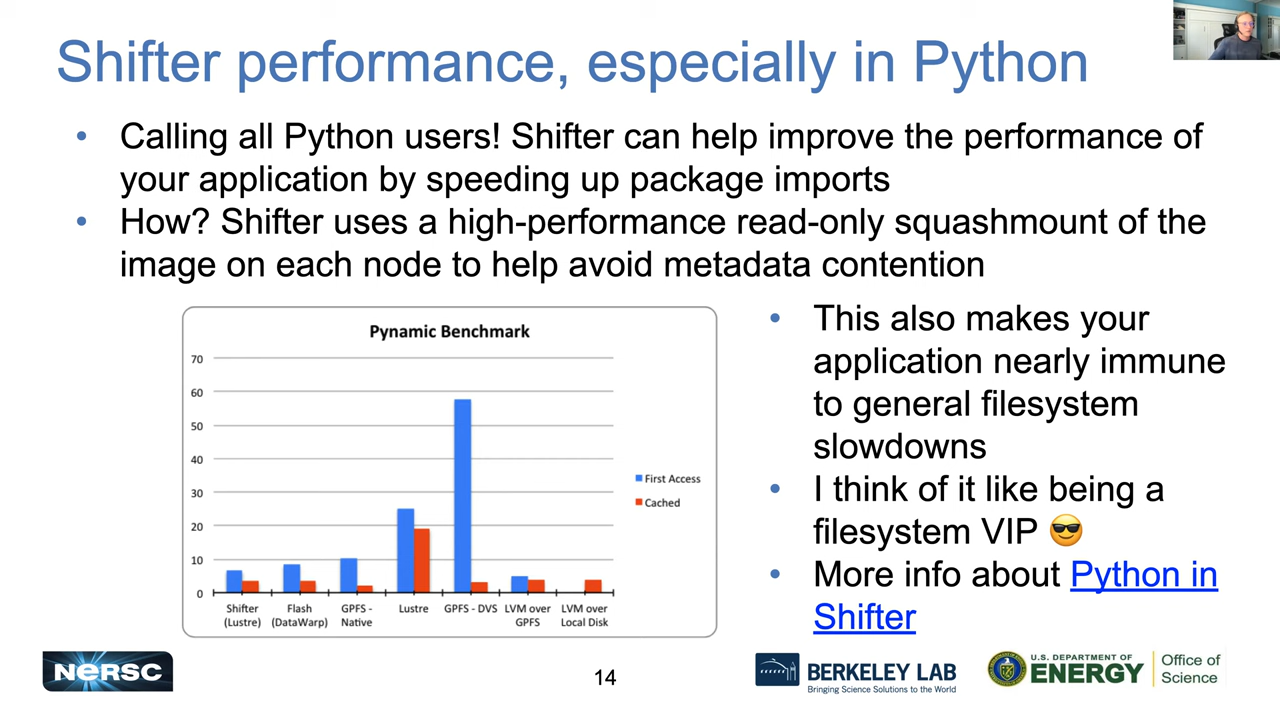 Shifter performance, especially in Python
• Calling all Python users! Shifter can help improve the performance of
your application by speeding up package imports
• How? Shifter uses a high-performance read-only squashmount of the
image on each node to help avoid metadata contention
Pynamic Benchmark
70
60
50
40
30
20
10
0
Shifter (Lustre)
Flash (DataWarp)
GPFS - Native
Lustre
GPFS - DVS
LVM over GPFS
LVM over Local Disk
First Access
Cached
• This also makes your
application nearly immune
to general filesystem
slowdowns
• I think of it like being a
filesystem VIP 😎
• More info about Python in
Shifter
NERSC
14
BERKELEY LAB
Bringing Science Solutions to the World
U.S. DEPARTMENT OF
ENERGY
Office of
Science